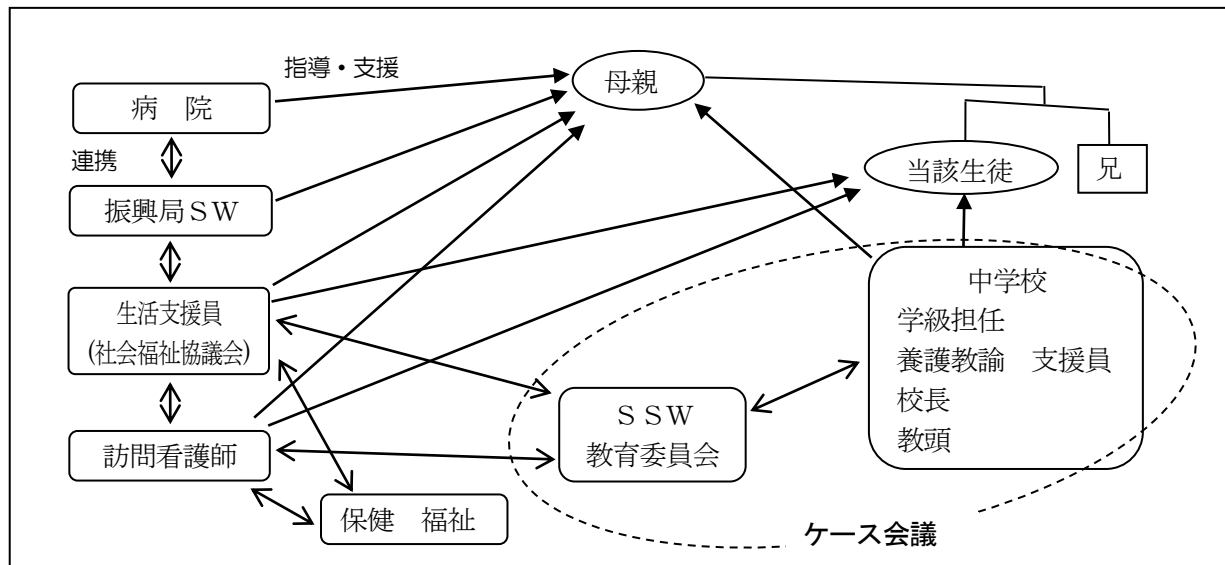 指導・支援
母親
病　院
連携
当該生徒
兄
振興局ＳＷ
中学校
生活支援員
(社会福祉協議会)
学級担任
養護教諭　支援員
校長
教頭
ＳＳＷ
教育委員会
訪問看護師
保健　福祉
ケース会議